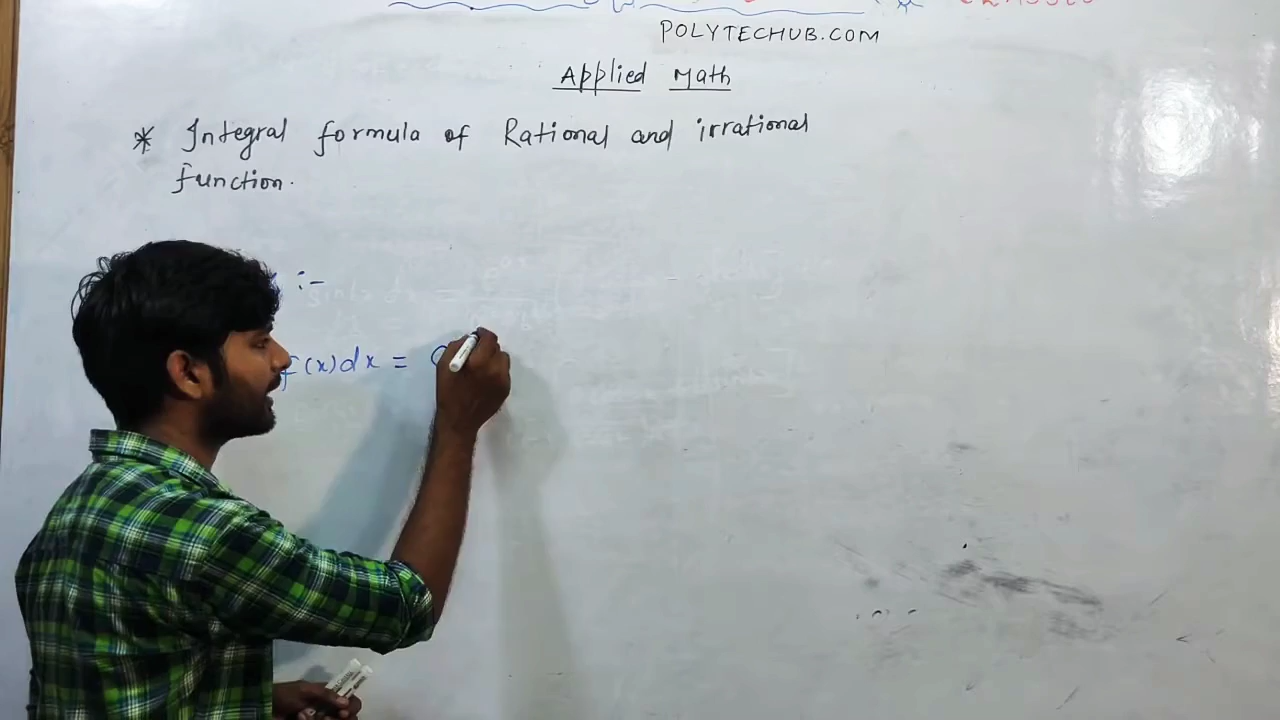 POLYTECHUB.COM
Applied Math
* Integral formula of Rational and irrational
function.
:-
f(x)dx =